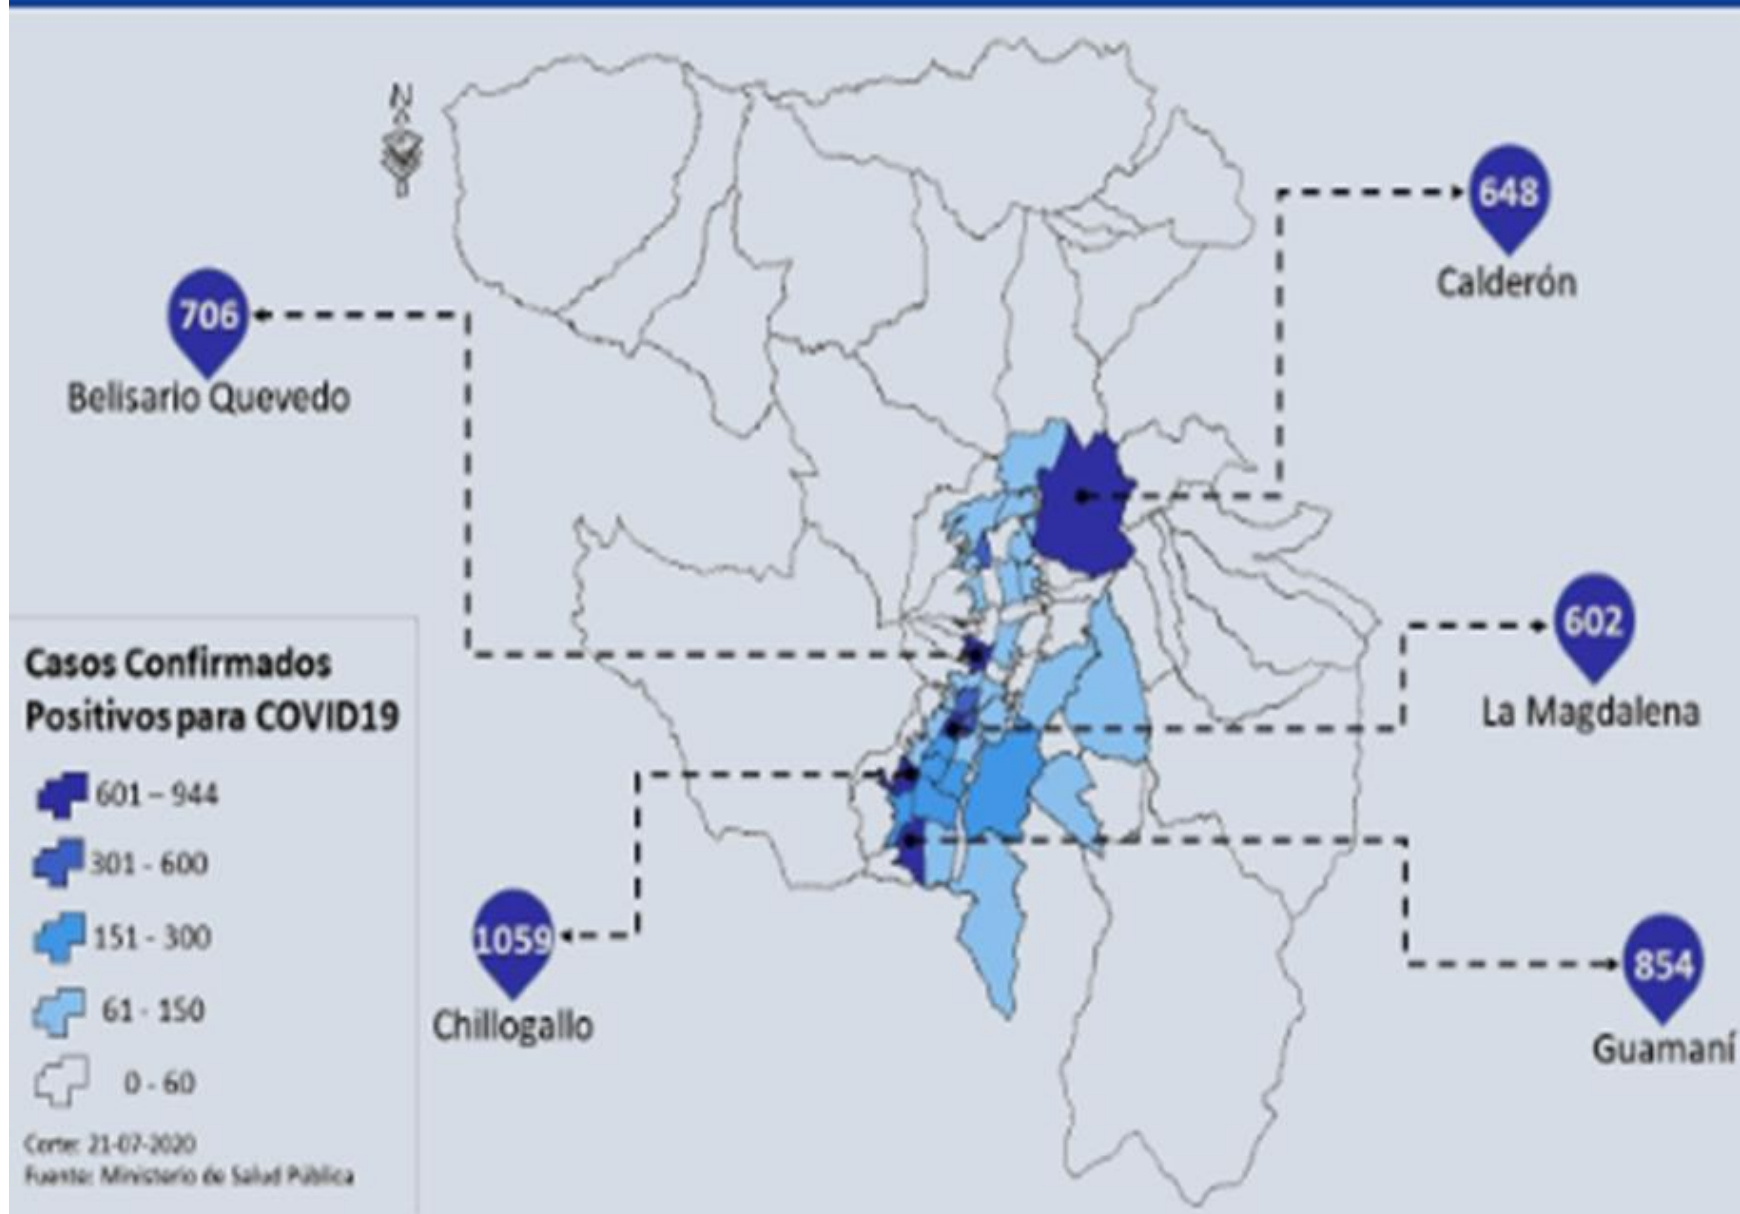 N
648
Calderón
706
Belisario Quevedo
602
La Magdalena
Casos Confirmados
Positivos para COVID19
601 – 944
301 - 600
151 - 300
61 - 150
0 - 60
1059
Chillogallo
854
Guamaní
Corte: 21-07-2020
Fuente: Ministerio de Salud Pública